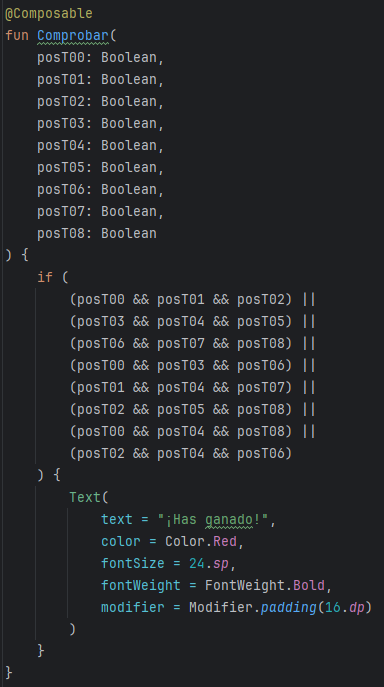 @Composable
fun Comprobar(
    posT00: Boolean,
    posT01: Boolean,
    posT02: Boolean,
    posT03: Boolean,
    posT04: Boolean,
    posT05: Boolean,
    posT06: Boolean,
    posT07: Boolean,
    posT08: Boolean
) {
    if (
        (posT00 && posT01 && posT02) ||
        (posT03 && posT04 && posT05) ||
        (posT06 && posT07 && posT08) ||
        (posT00 && posT03 && posT06) ||
        (posT01 && posT04 && posT07) ||
        (posT02 && posT05 && posT08) ||
        (posT00 && posT04 && posT08) ||
        (posT02 && posT04 && posT06)
    ) {
        Text(
            text = "¡Has ganado!",
            color = Color.Red,
            fontSize = 24.sp,
            fontWeight = FontWeight.Bold,
            modifier = Modifier.padding(16.dp)
        )
    }
}